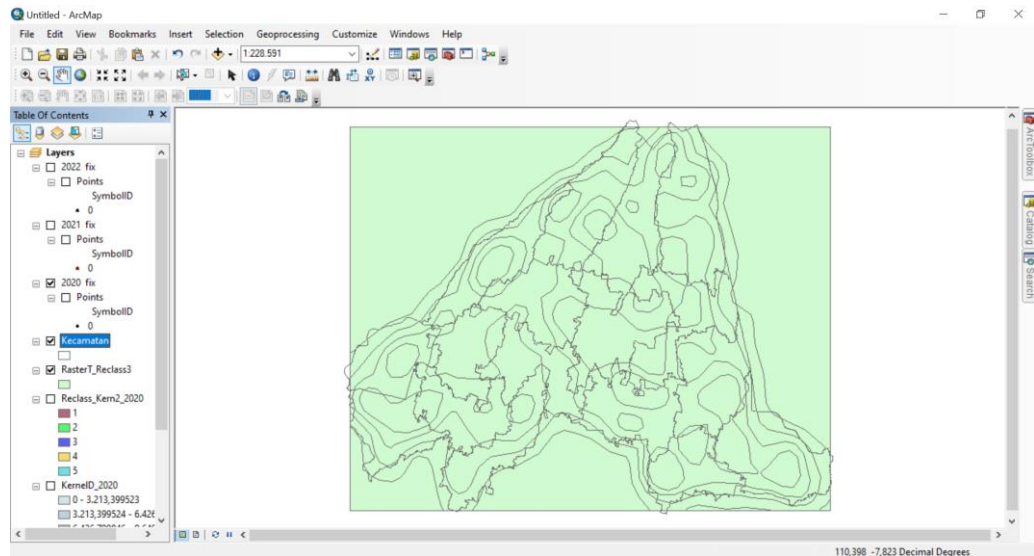 Untitled - ArcMap
File Edit View Bookmarks Insert Selection Geoprocessing Customize Windows Help
1:228.591
Table Of Contents
Layers
2022 fix
Points
SymbolID
0
2021 fix
Points
SymbolID
0
2020 fix
Points
SymbolID
0
Kecamatan
RasterT_Reclass3
Reclass_Kern2_2020
1
2
3
4
5
KernelD_2020
0 - 3.213,399523
3.213,399524 - 6.426
ArcToolbox
Catalog
Search
110,398 -7,823 Decimal Degrees